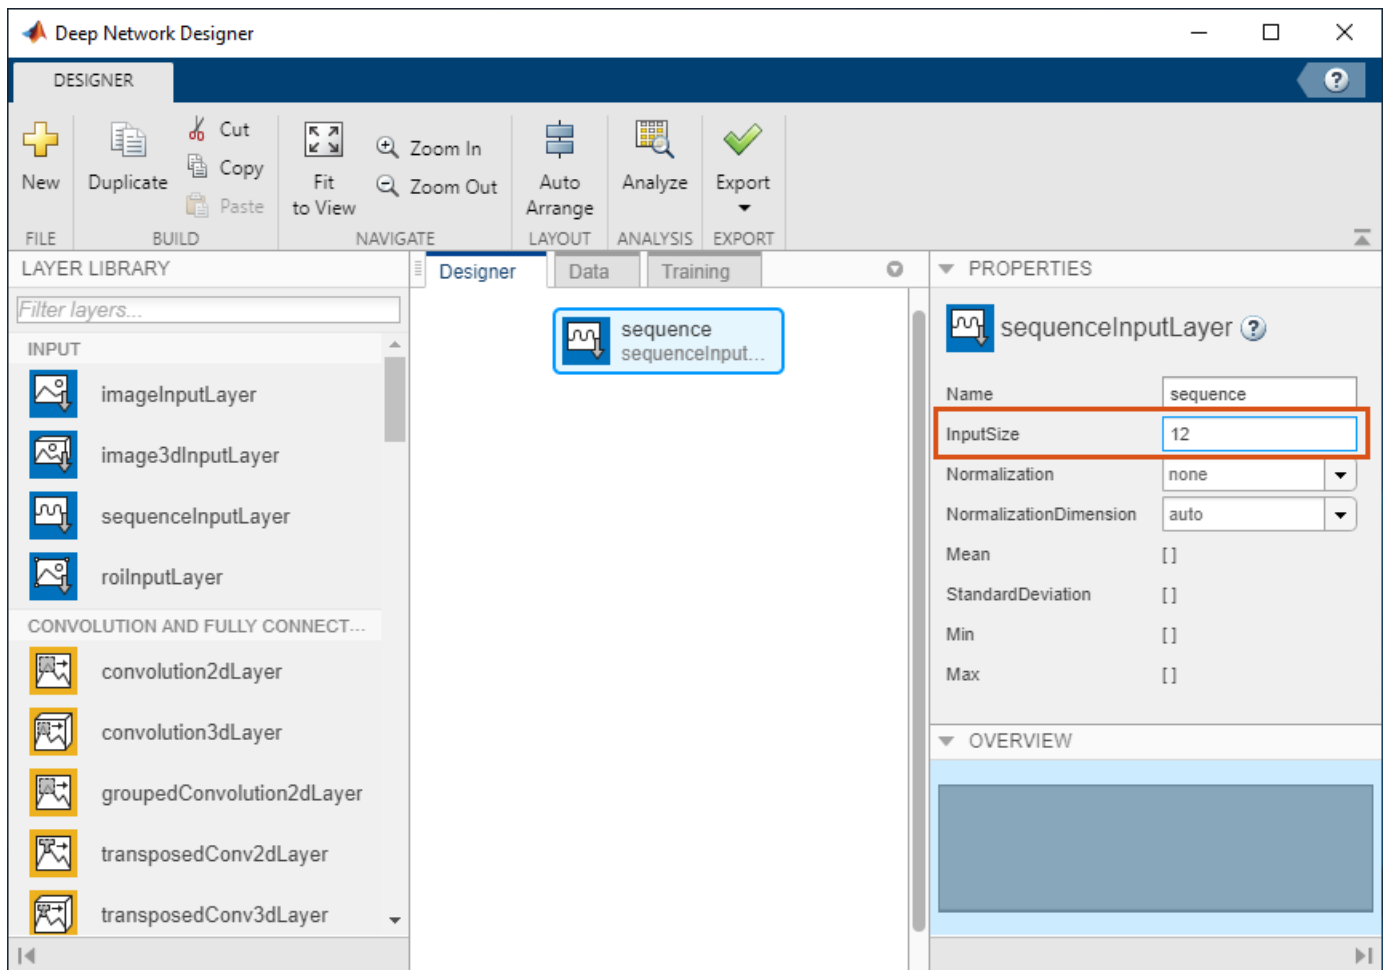 Deep Network Designer
DESIGNER
?
New
Duplicate
Cut
Copy
Paste
Fit
to View
Zoom In
Zoom Out
Auto
Arrange
Analyze
Export
FILE
BUILD
NAVIGATE
LAYOUT
ANALYSIS
EXPORT
LAYER LIBRARY
Filter layers...
INPUT
imageInputLayer
image3dInputLayer
sequenceInputLayer
roiInputLayer
CONVOLUTION AND FULLY CONNECT...
convolution2dLayer
convolution3dLayer
groupedConvolution2dLayer
transposedConv2dLayer
transposedConv3dLayer
Designer
Data
Training
sequence
sequenceInput...
PROPERTIES
sequenceInputLayer ?
Name sequence
InputSize 12
Normalization none
NormalizationDimension auto
Mean []
StandardDeviation []
Min []
Max []
OVERVIEW